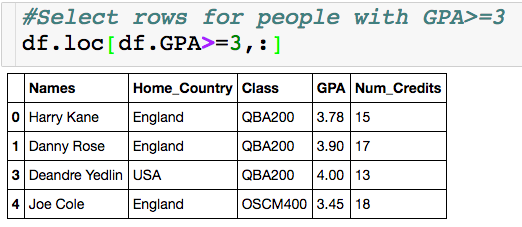 #Select rows for people with GPA>=3
df.loc[df.GPA>=3,:]
Names Home_Country Class GPA Num_Credits
0 Harry Kane England QBA200 3.78 15
1 Danny Rose England QBA200 3.90 17
3 Deandre Yedlin USA QBA200 4.00 13
4 Joe Cole England OSCM400 3.45 18